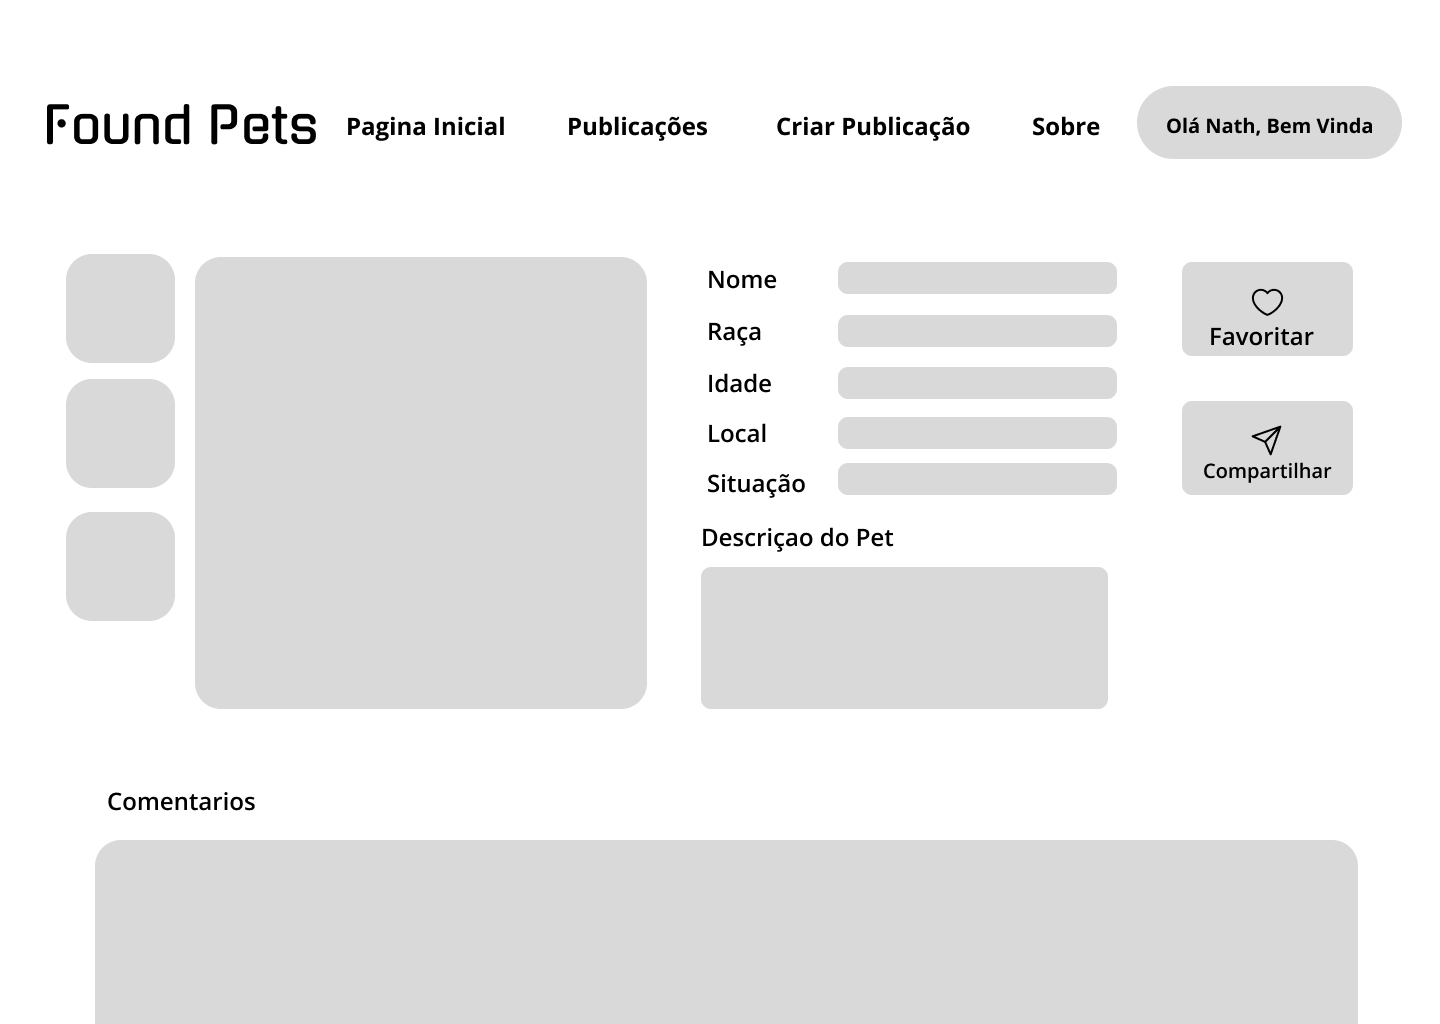 Found Pets
Pagina Inicial
Publicações
Criar Publicação
Sobre
Olá Nath, Bem Vinda
Nome
Raça
Idade
Local
Situação
Descriçao do Pet
Favoritar
Compartilhar
Comentarios